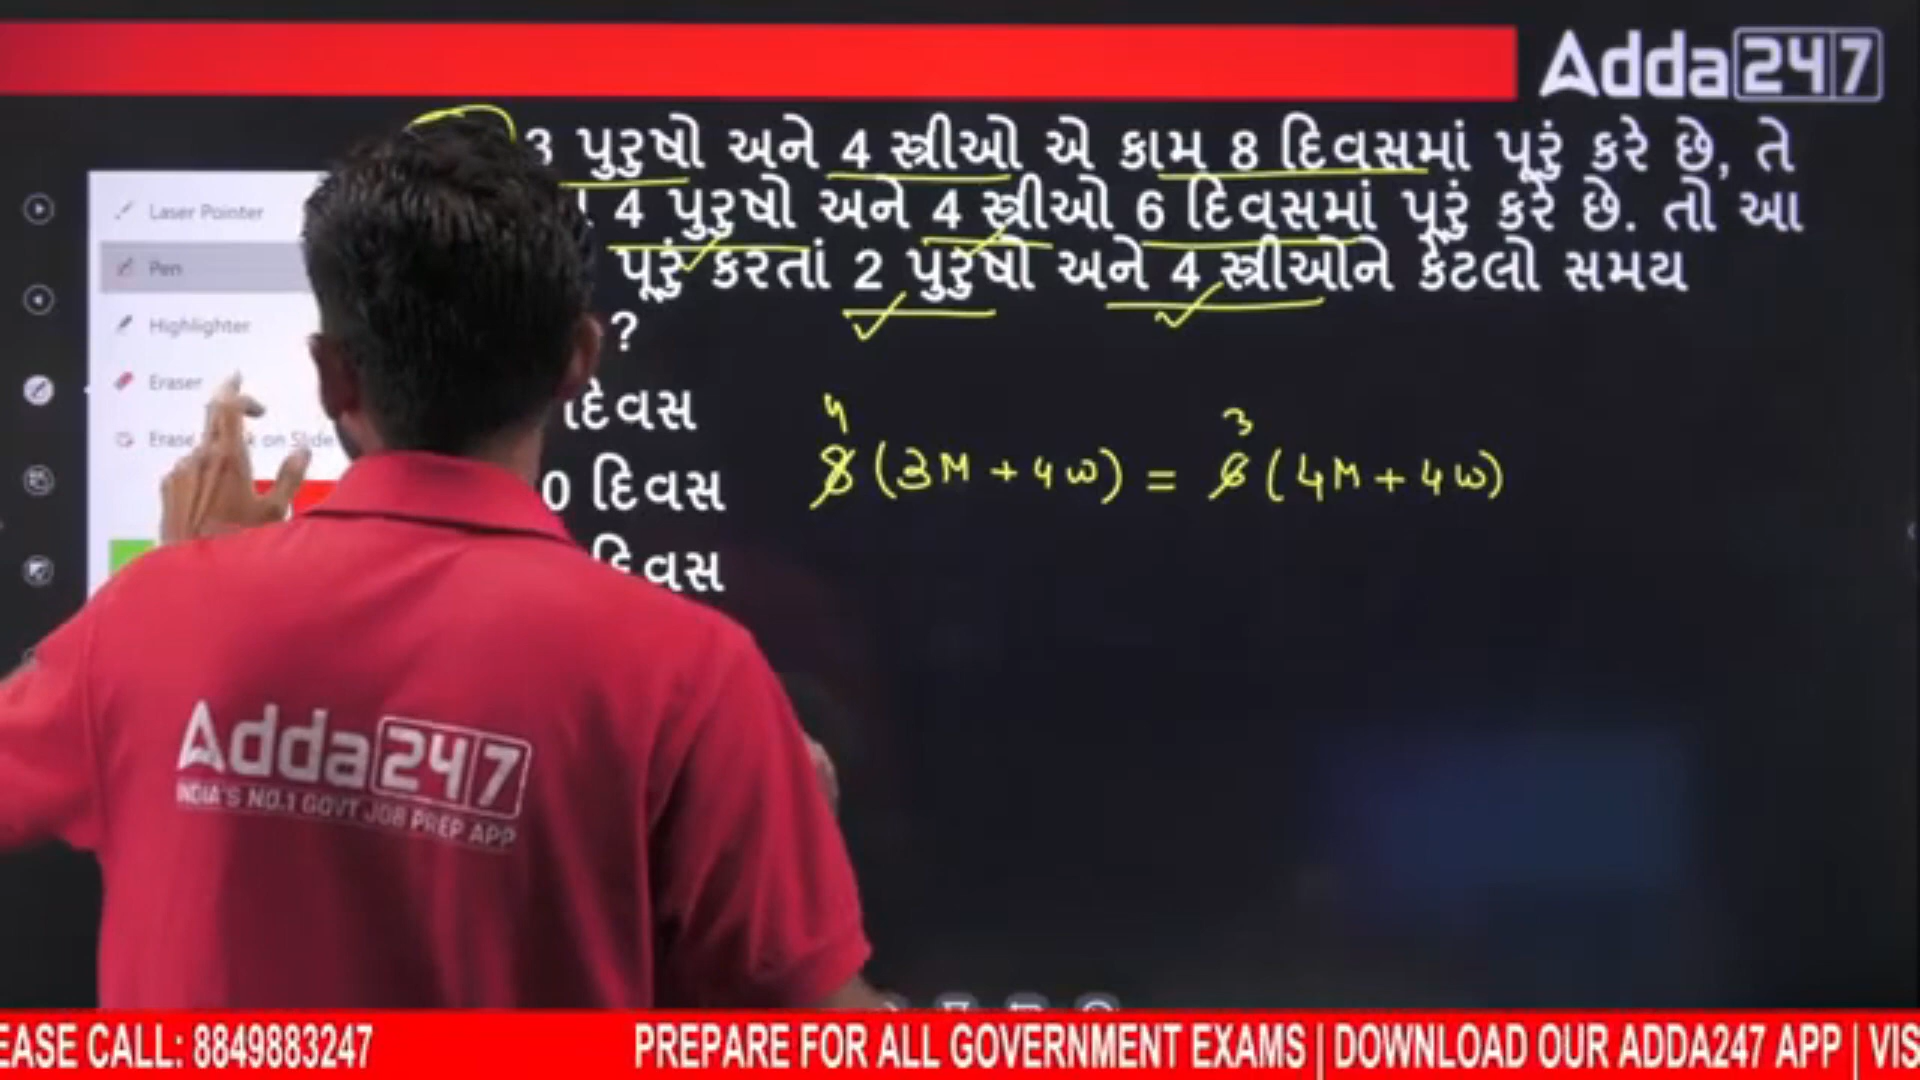 Adda247
3 પુરુષો અને 4 સ્ત્રીઓ એ કામ 8 દિવસમાં પૂરું કરે છે, તે
4 પુરુષો અને 4 સ્ત્રીઓ 6 દિવસમાં પૂરું કરે છે. તો આ
પૂરું કરતાં 2 પુરુષો અને 4 સ્ત્રીઓને કેટલો સમય
?
દિવસ
0 દિવસ
દિવસ
4 3
8 (3M + 4W) = 6 (4M + 4W)
Laser Pointer
Pen
Highlighter
Eraser
Erase on Slide
Adda247
INDIA'S NO.1 GOVT JOB PREP APP
EASE CALL: 8849883247 PREPARE FOR ALL GOVERNMENT EXAMS | DOWNLOAD OUR ADDA247 APP | VIS